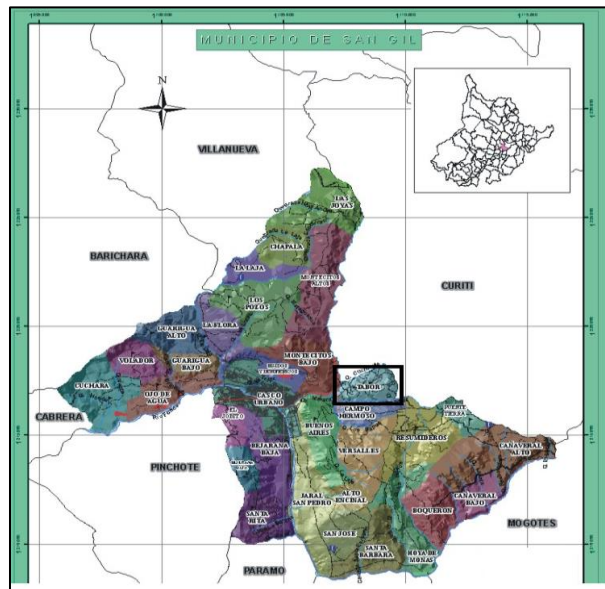 MUNICIPIO DE SAN GIL
N
VILLANUEVA
LAS
JOYAS
CHAPALA
BARICHARA
LA LAJA
CURITI
LOS
POZOS
GUARIGUA
ALTO
LA FLORA
MONTECITOS
BAJO
VOLADOR
GUARIGUA
BAJO
CUCHARA
TABOR
OJO DE
AGUA
CASCO
URBANO
CAMPO
HERMOSO
CABRERA
BUENOS
AIRES
RESUMIDEROS
CAÑAVERAL
ALTO
PINCHOTE
BEJARANA
BAJA
VERSALLES
JARAL
SAN PEDRO
ALTO
ENCINAL
CAÑAVERAL
BAJO
BOQUERON
SANTA
RITA
MOGOTES
SAN JOSE
SANTA
BARBARA
HOYA DE
MONAS
PARAMO